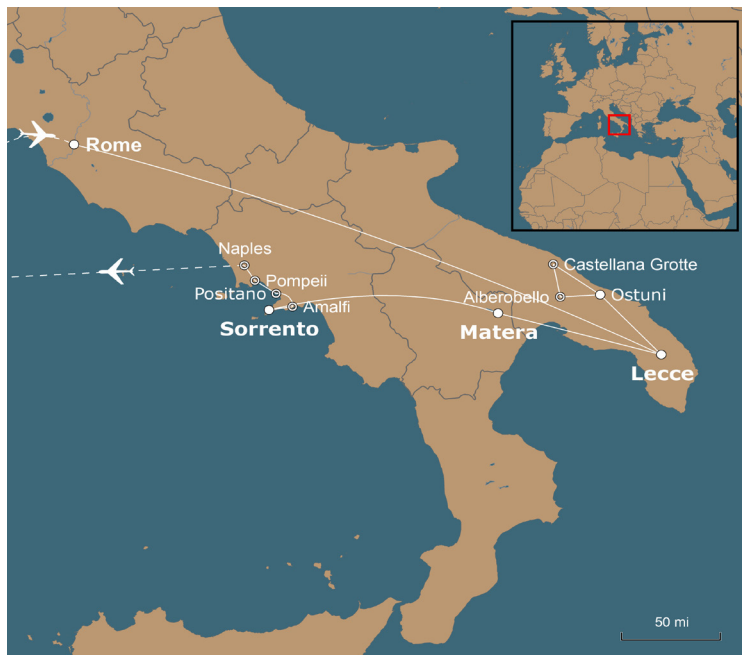 Rome
Naples
Pompeii
Positano
Amalfi
Sorrento
Castellana Grotte
Alberobello
Ostuni
Matera
Lecce
50 mi